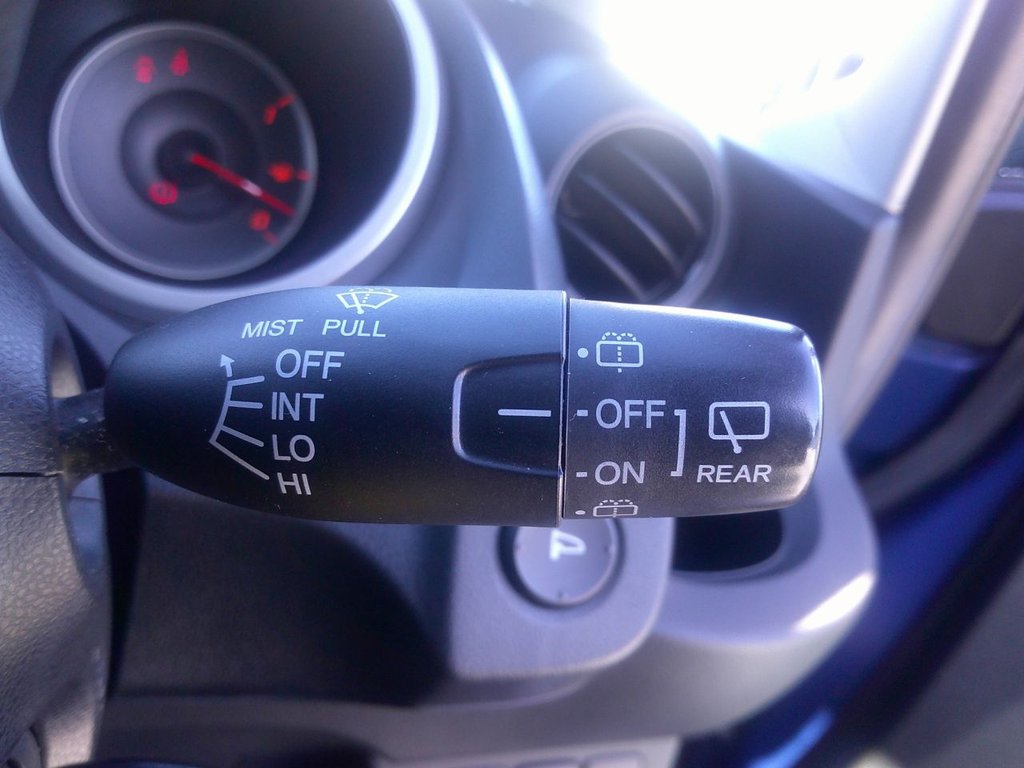 MIST PULL
OFF
INT
LO
HI
OFF
ON
REAR